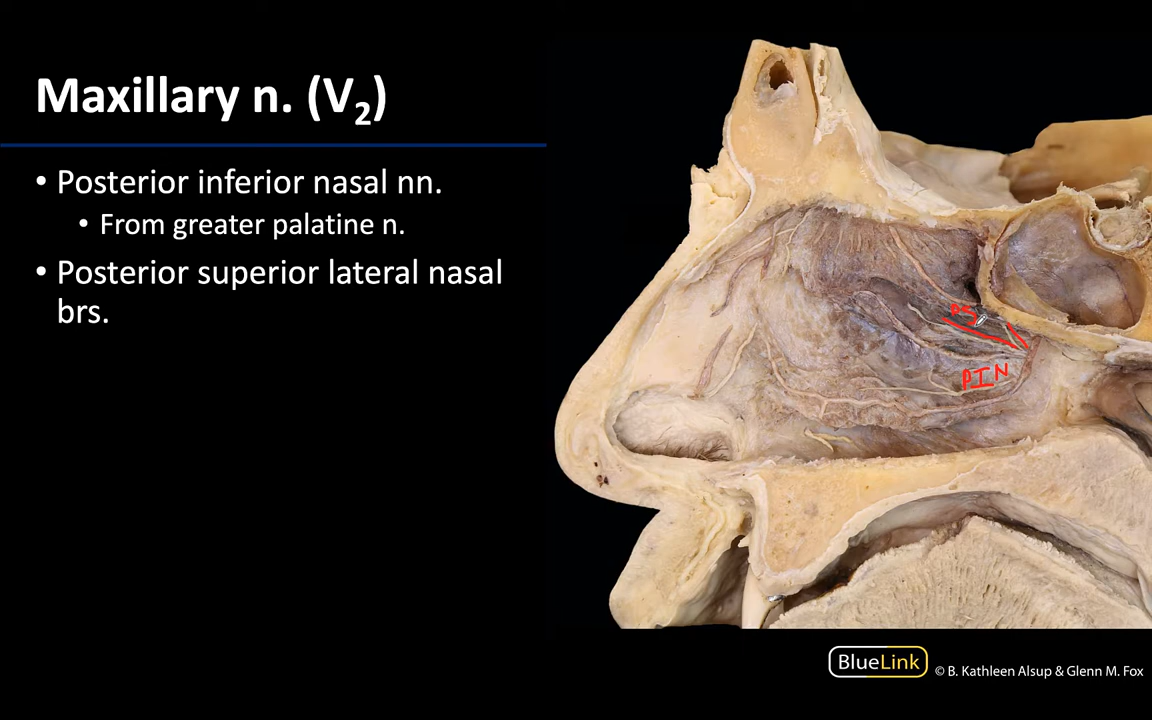 Maxillary n. (V₂)
• Posterior inferior nasal nn.
• From greater palatine n.
• Posterior superior lateral nasal
brs.
PS
PIN
BlueLink © B. Kathleen Alsup & Glenn M. Fox